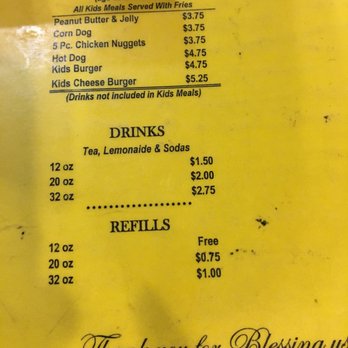 All Kids Meals Served With Fries
Peanut Butter & Jelly $3.75
Corn Dog $3.75
5 Pc. Chicken Nuggets $3.75
Hot Dog $4.75
Kids Burger $4.75
Kids Cheese Burger $5.25
(Drinks not included in Kids Meals)
DRINKS
Tea, Lemonaide & Sodas
12 oz $1.50
20 oz $2.00
32 oz $2.75
REFILLS
12 oz Free
20 oz $0.75
32 oz $1.00
for Blessing us